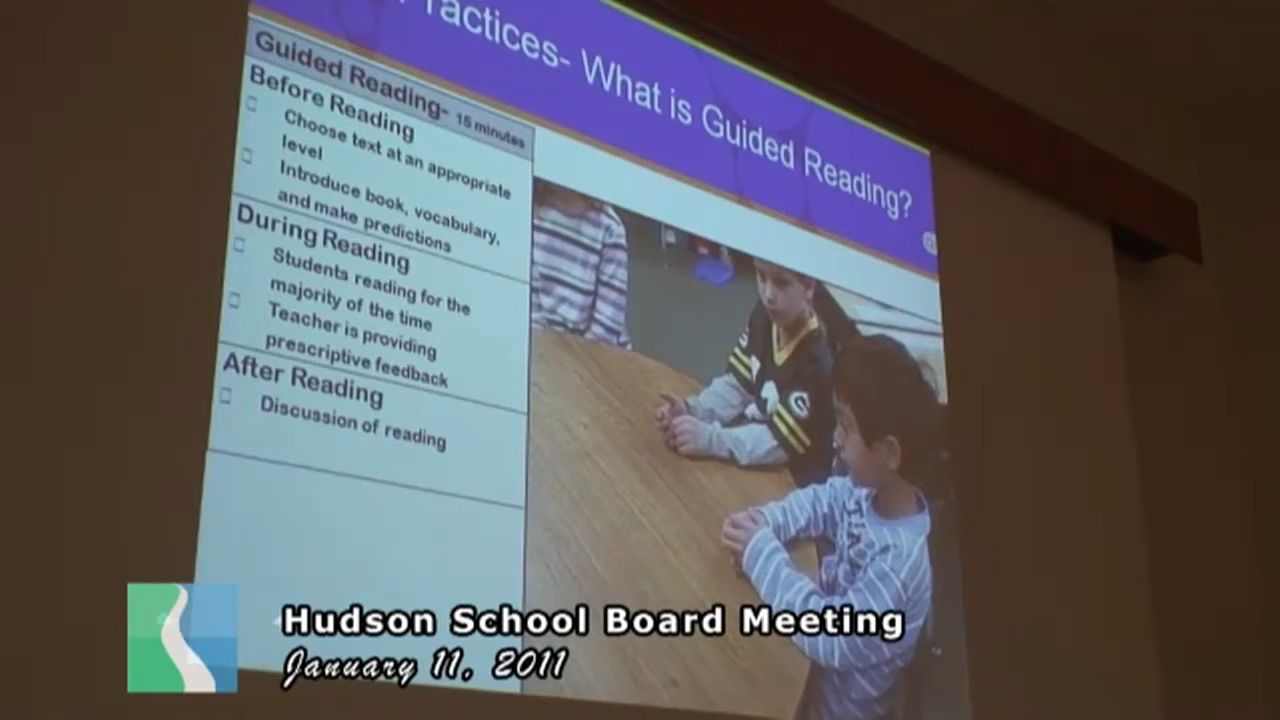 Practices- What is Guided Reading?
Guided Reading- 15 minutes
Before Reading
Choose text at an appropriate
level
Introduce book, vocabulary,
and make predictions
During Reading
Students reading for the
majority of the time
Teacher is providing
prescriptive feedback
After Reading
Discussion of reading
G
Hudson School Board Meeting
January 11, 2011